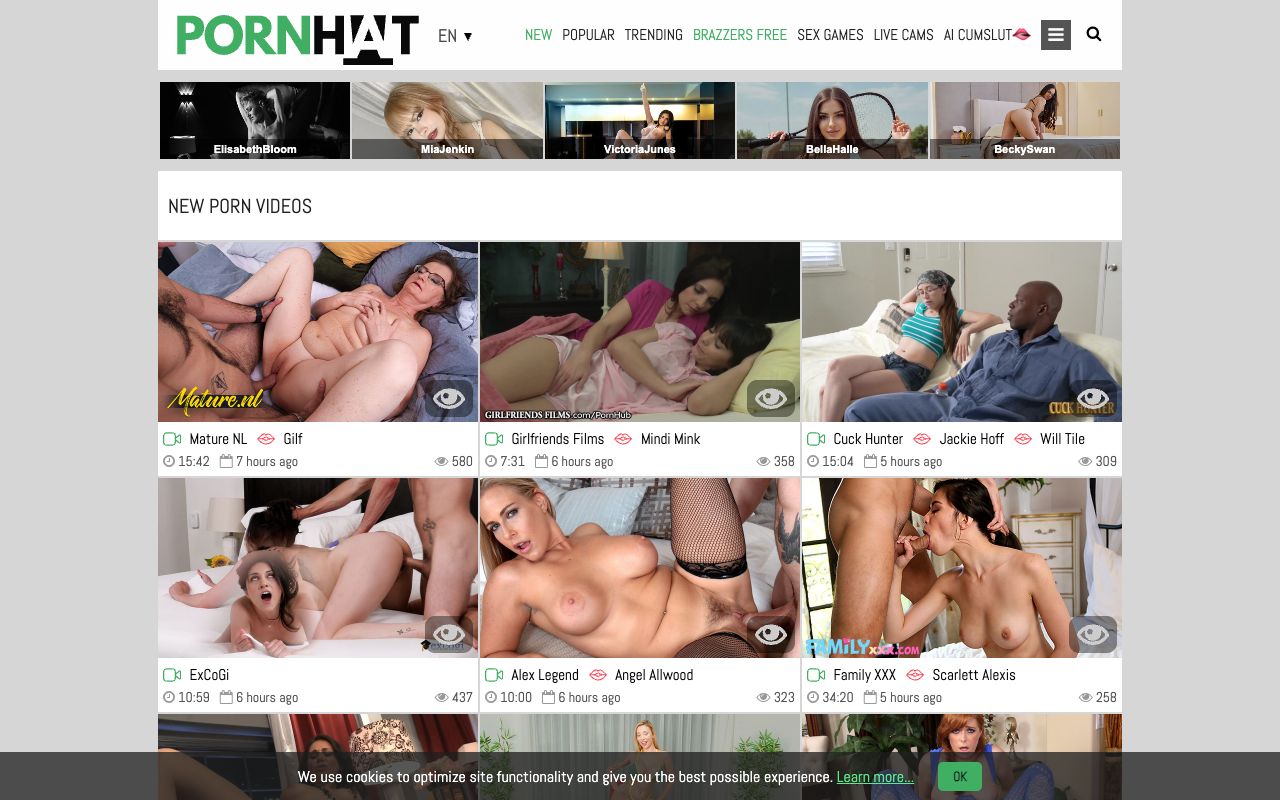 PORNHAT
EN ▼
NEW POPULAR TRENDING BRAZZERS FREE SEX GAMES LIVE CAMS AI CUMSLUT
ElisabethBloom
MiaJenkin
VictoriaJunes
BellaHalle
BeckySwan
NEW PORN VIDEOS
Mature.nl
GIRLFRIENDS FILMS.com/PornHub
CUCK HUNTER
Mature NL Gilf
15:42 7 hours ago 580
Girlfriends Films Mindi Mink
7:31 6 hours ago 358
Cuck Hunter Jackie Hoff Will Tile
15:04 5 hours ago 309
FAMILYxxx.com
ExCoGi
10:59 6 hours ago 437
Alex Legend Angel Allwood
10:00 6 hours ago 323
Family XXX Scarlett Alexis
34:20 5 hours ago 258
We use cookies to optimize site functionality and give you the best possible experience. Learn more...
OK